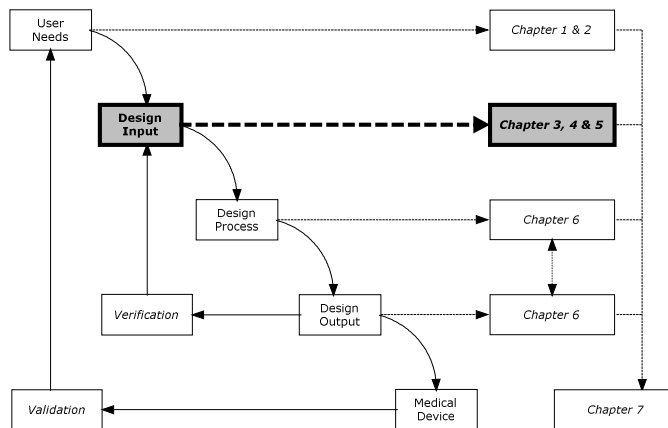 User
Needs
Chapter 1 & 2
Design
Input
Chapter 3, 4 & 5
Design
Process
Chapter 6
Verification
Design
Output
Chapter 6
Validation
Medical
Device
Chapter 7